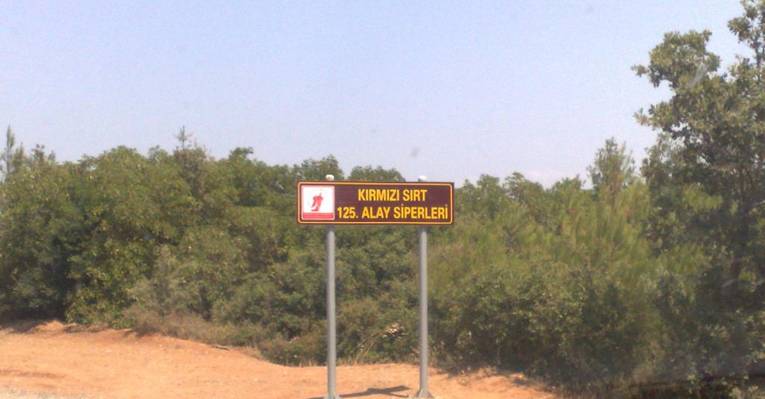 KIRMIZI SIRT
125. ALAY SİPERLERİ